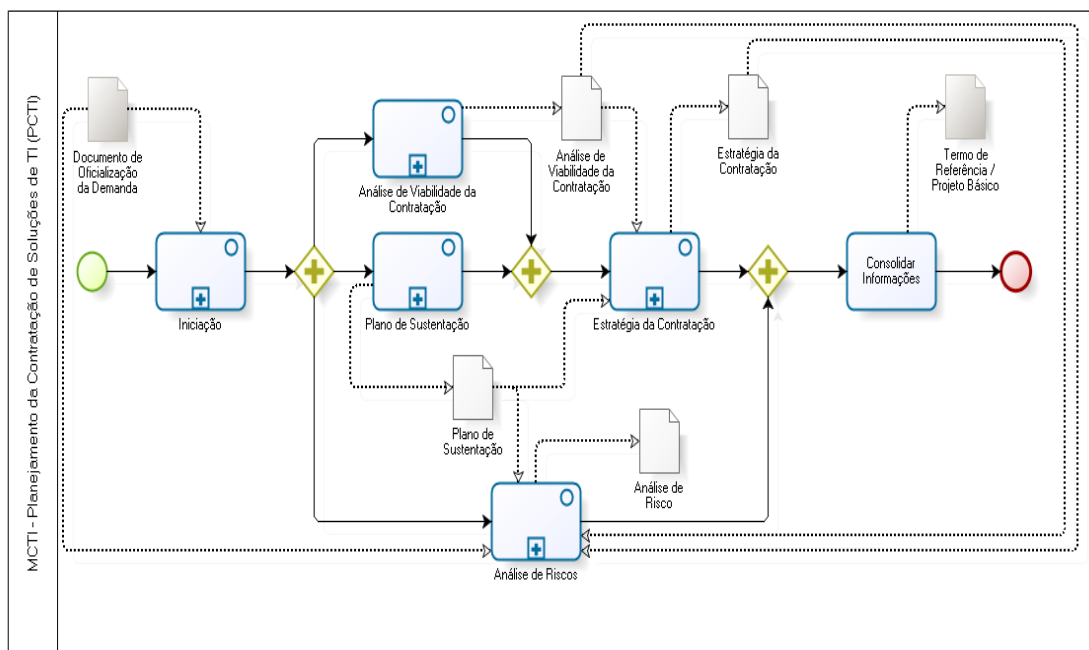 MCTI - Planejamento da Contratação de Soluções de TI (PCTI)
Documento de
Oficialização
da Demanda
Iniciação
Análise de Viabilidade da
Contratação
Plano de Sustentação
Plano de
Sustentação
Análise de
Viabilidade da
Contratação
Estratégia da Contratação
Estratégia da
Contratação
Análise de
Risco
Análise de Riscos
Consolidar
Informações
Termo de
Referência /
Projeto Básico